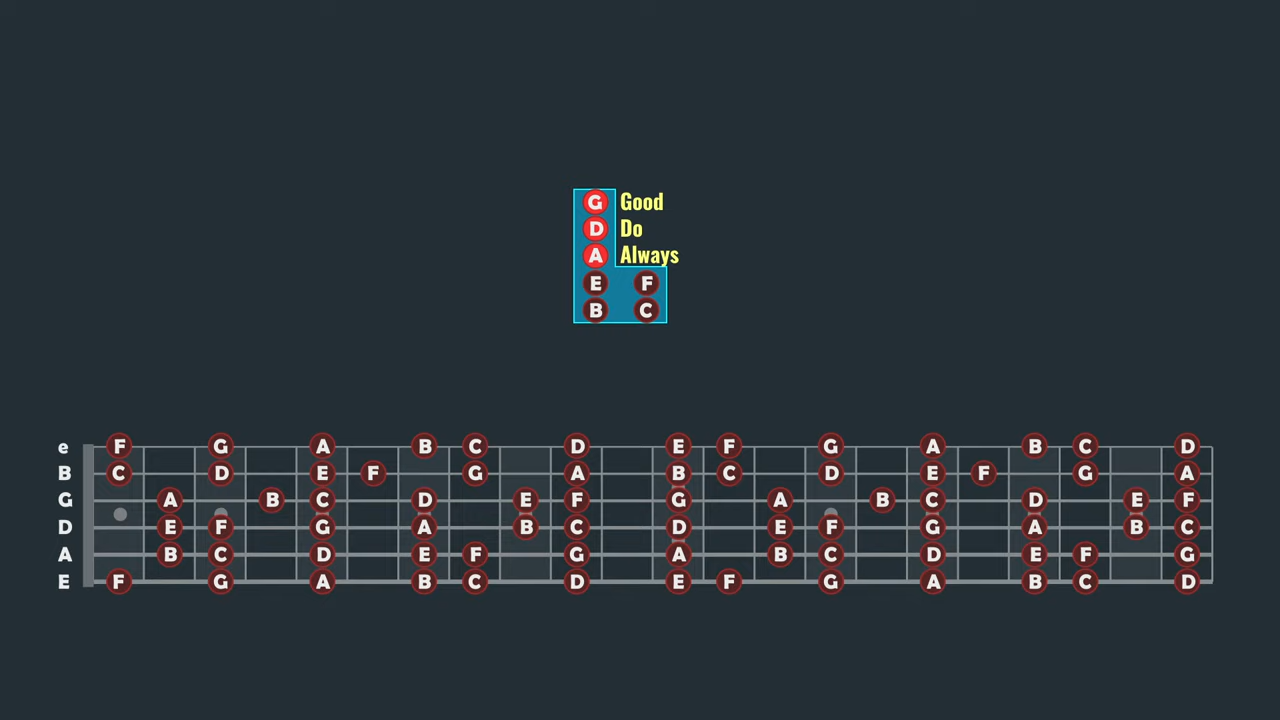 G Good
D Do
A Always
E F
B C
e F G A B C D E F G A B C D
B C D E F G A B C D E F G A
G A B C D E F G A B C D E F
D E F G A B C D E F G A B C
A B C D E F G A B C D E F G
E F G A B C D E F G A B C D